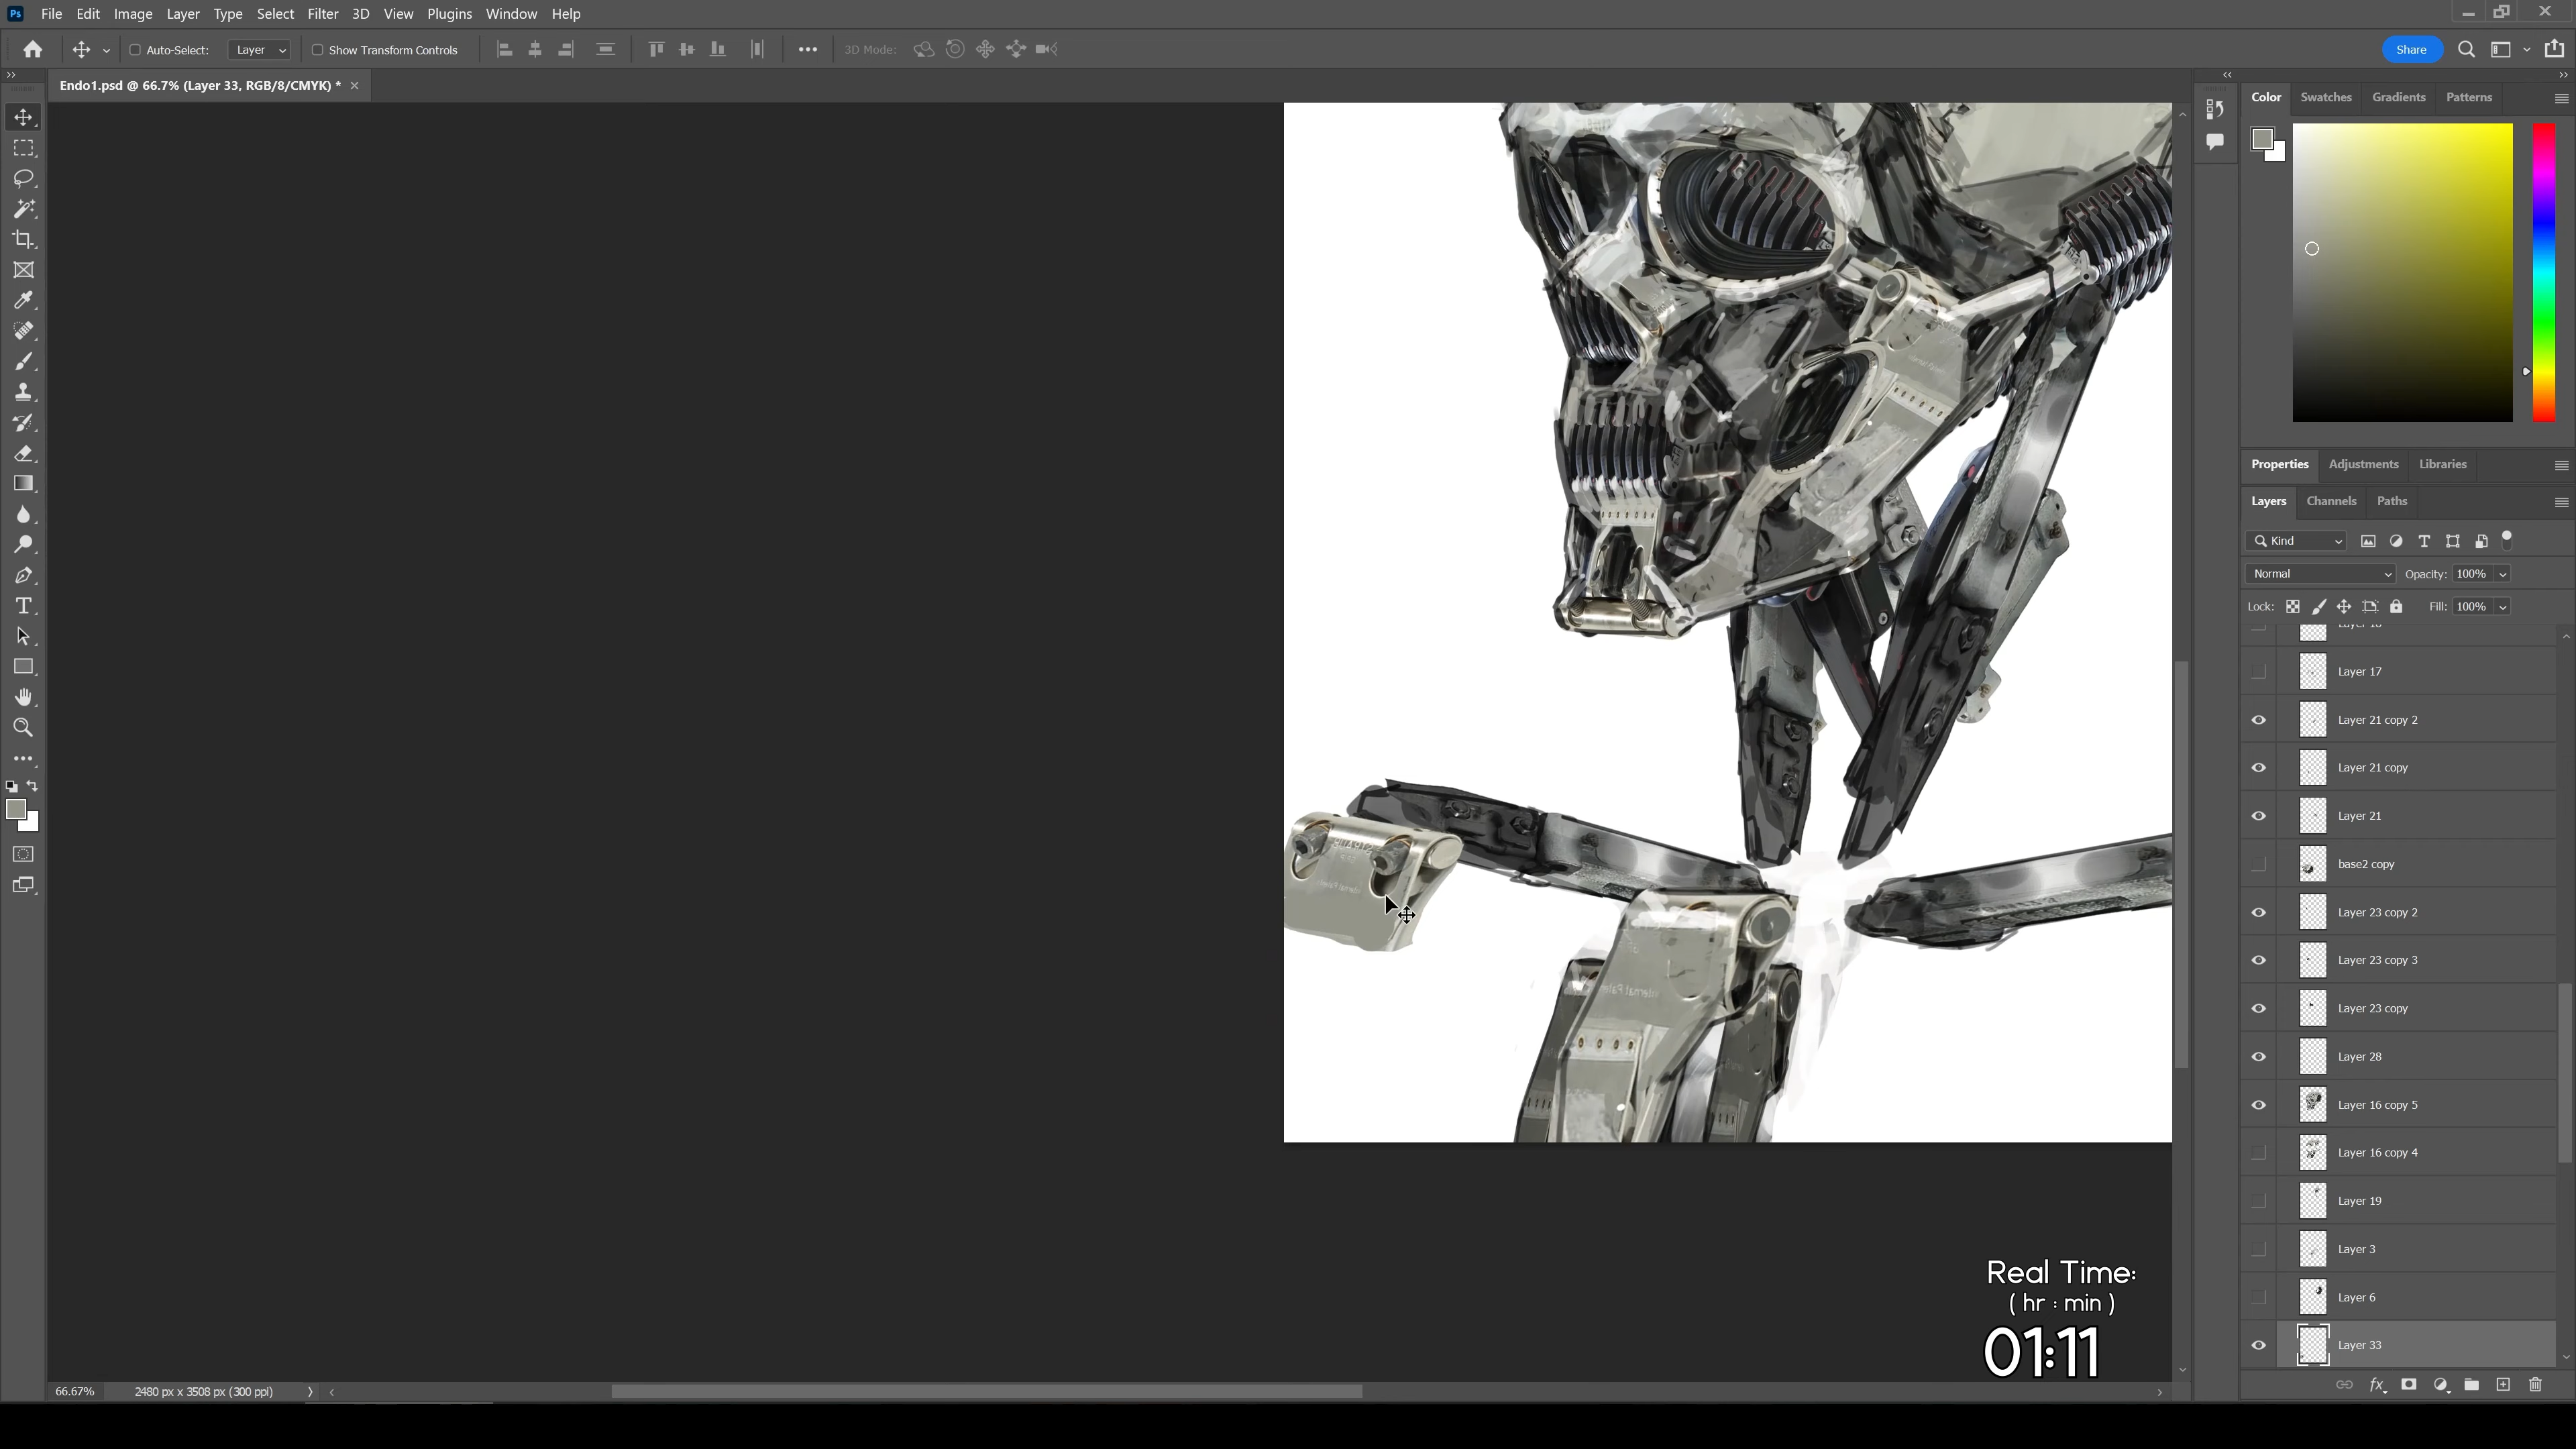 Ps File Edit Image Layer Type Select Filter 3D View Plugins Window Help
Auto-Select: Layer Show Transform Controls 3D Mode: Share
Endo1.psd @ 66.7% (Layer 33, RGB/8/CMYK) *
Color Swatches Gradients Patterns
Properties Adjustments Libraries
Layers Channels Paths
Kind
Normal Opacity: 100%
Lock: Fill: 100%
Layer 17
Layer 21 copy 2
Layer 21 copy
Layer 21
base2 copy
Layer 23 copy 2
Layer 23 copy 3
Layer 23 copy
Layer 28
Layer 16 copy 5
Layer 16 copy 4
Layer 19
Layer 3
Layer 6
Layer 33
Real Time:
( hr : min )
01:11
66.67% 2480 px x 3508 px (300 ppi)